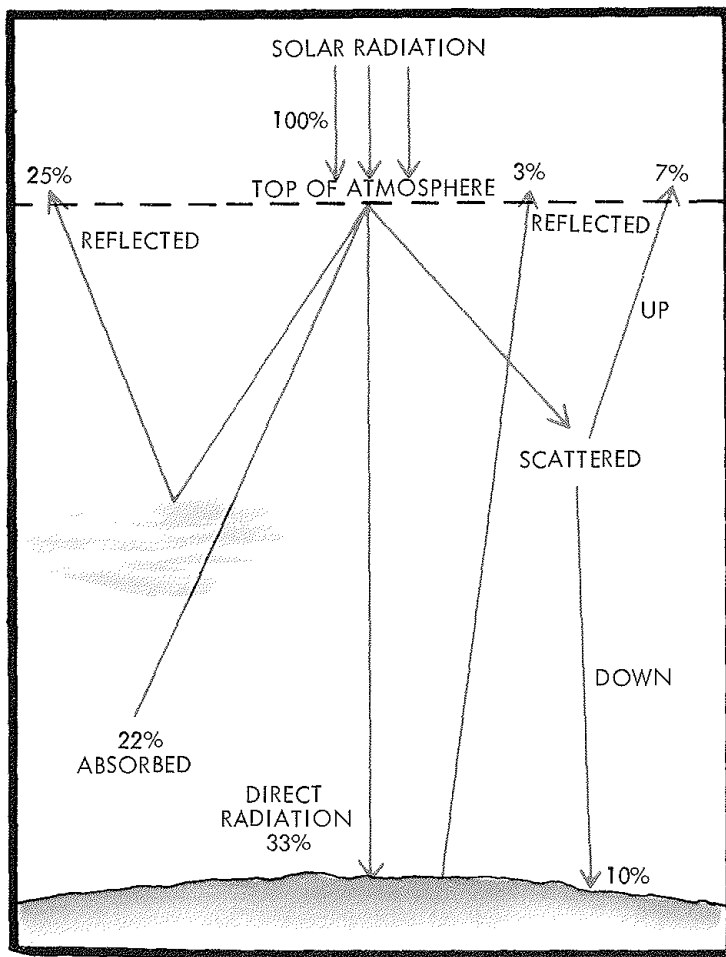 SOLAR RADIATION
100%
25%
TOP OF ATMOSPHERE
3%
7%
REFLECTED
REFLECTED
UP
SCATTERED
DOWN
22%
ABSORBED
DIRECT
RADIATION
33%
10%